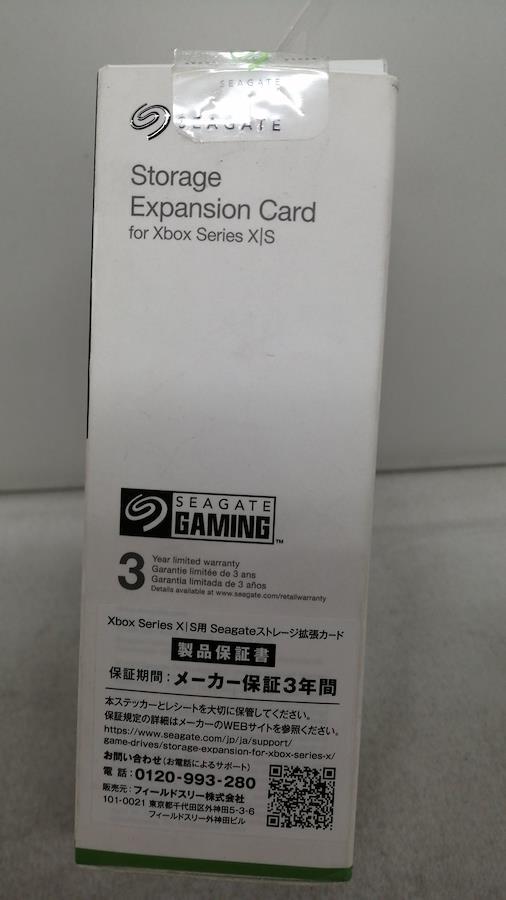 SEAGATE
SEAGATE
Storage
Expansion Card
for Xbox Series X|S
SEAGATE
GAMING™
3
Year limited warranty
Garantie limitée de 3 ans
Garantía limitada de 3 años
Details available at www.seagate.com/retailwarranty
Xbox Series X|S用 Seagateストレージ拡張カード
製品保証書
保証期間：メーカー保証3年間
本ステッカーとレシートを大切に保管してください。
保証規定の詳細はメーカーのWEBサイトを参照ください。
https://www.seagate.com/jp/ja/support/
game-drives/storage-expansion-for-xbox-series-x/
お問い合わせ（お電話によるサポート）
電話：0120-993-280
販売元：フィールドスリー株式会社
101-0021 東京都千代田区外神田5-3-6
フィールドスリー外神田ビル